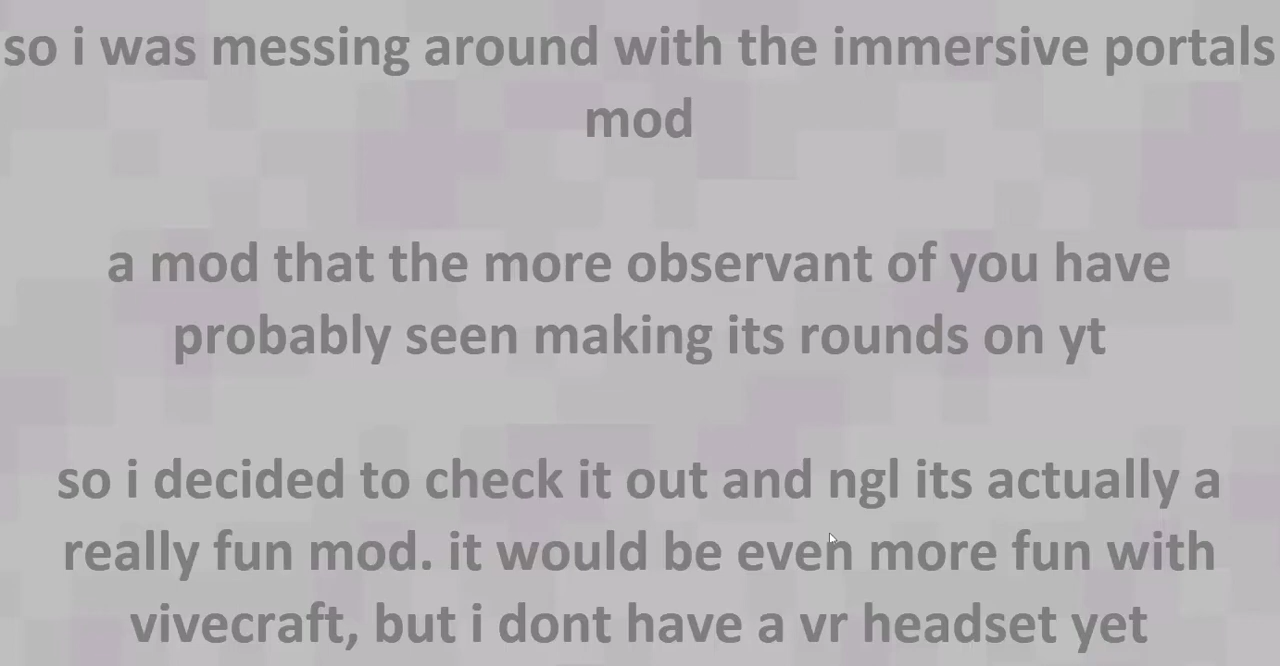 so i was messing around with the immersive portals
mod
a mod that the more observant of you have
probably seen making its rounds on yt
so i decided to check it out and ngl its actually a
really fun mod. it would be even more fun with
vivecraft, but i dont have a vr headset yet